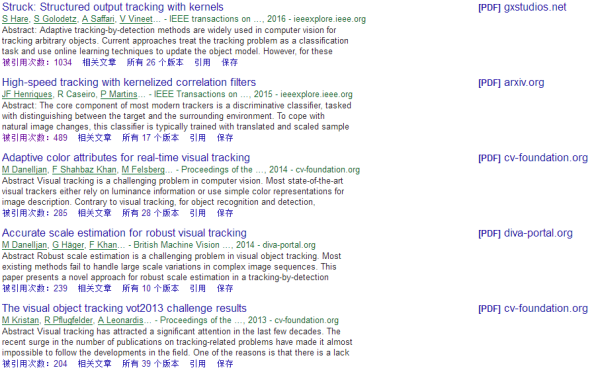 Struck: Structured output tracking with kernels [PDF] gxstudios.net
S Hare, S Golodetz, A Saffari, V Vineet… - IEEE transactions on …, 2016 - ieeexplore.ieee.org
Abstract: Adaptive tracking-by-detection methods are widely used in computer vision for
tracking arbitrary objects. Current approaches treat the tracking problem as a classification
task and use online learning techniques to update the object model. However, for these
被引用次数：1034 相关文章 所有 26 个版本 引用 保存
High-speed tracking with kernelized correlation filters [PDF] arxiv.org
JF Henriques, R Caseiro, P Martins… - IEEE Transactions on …, 2015 - ieeexplore.ieee.org
Abstract: The core component of most modern trackers is a discriminative classifier, tasked
with distinguishing between the target and the surrounding environment. To cope with
natural image changes, this classifier is typically trained with translated and scaled sample
被引用次数：489 相关文章 所有 17 个版本 引用 保存
Adaptive color attributes for real-time visual tracking [PDF] cv-foundation.org
M Danelljan, F Shahbaz Khan, M Felsberg… - Proceedings of the …, 2014 - cv-foundation.org
Abstract Visual tracking is a challenging problem in computer vision. Most state-of-the-art
visual trackers either rely on luminance information or use simple color representations for
image description. Contrary to visual tracking, for object recognition and detection,
被引用次数：285 相关文章 所有 28 个版本 引用 保存
Accurate scale estimation for robust visual tracking [PDF] diva-portal.org
M Danelljan, G Häger, F Khan… - British Machine Vision …, 2014 - diva-portal.org
Abstract Robust scale estimation is a challenging problem in visual object tracking. Most
existing methods fail to handle large scale variations in complex image sequences. This
paper presents a novel approach for robust scale estimation in a tracking-by-detection
被引用次数：239 相关文章 所有 10 个版本 引用 保存
The visual object tracking vot2013 challenge results [PDF] cv-foundation.org
M Kristan, R Pflugfelder, A Leonardis… - Proceedings of the …, 2013 - cv-foundation.org
Abstract Visual tracking has attracted a significant attention in the last few decades. The
recent surge in the number of publications on tracking-related problems have made it almost
impossible to follow the developments in the field. One of the reasons is that there is a lack
被引用次数：204 相关文章 所有 39 个版本 引用 保存